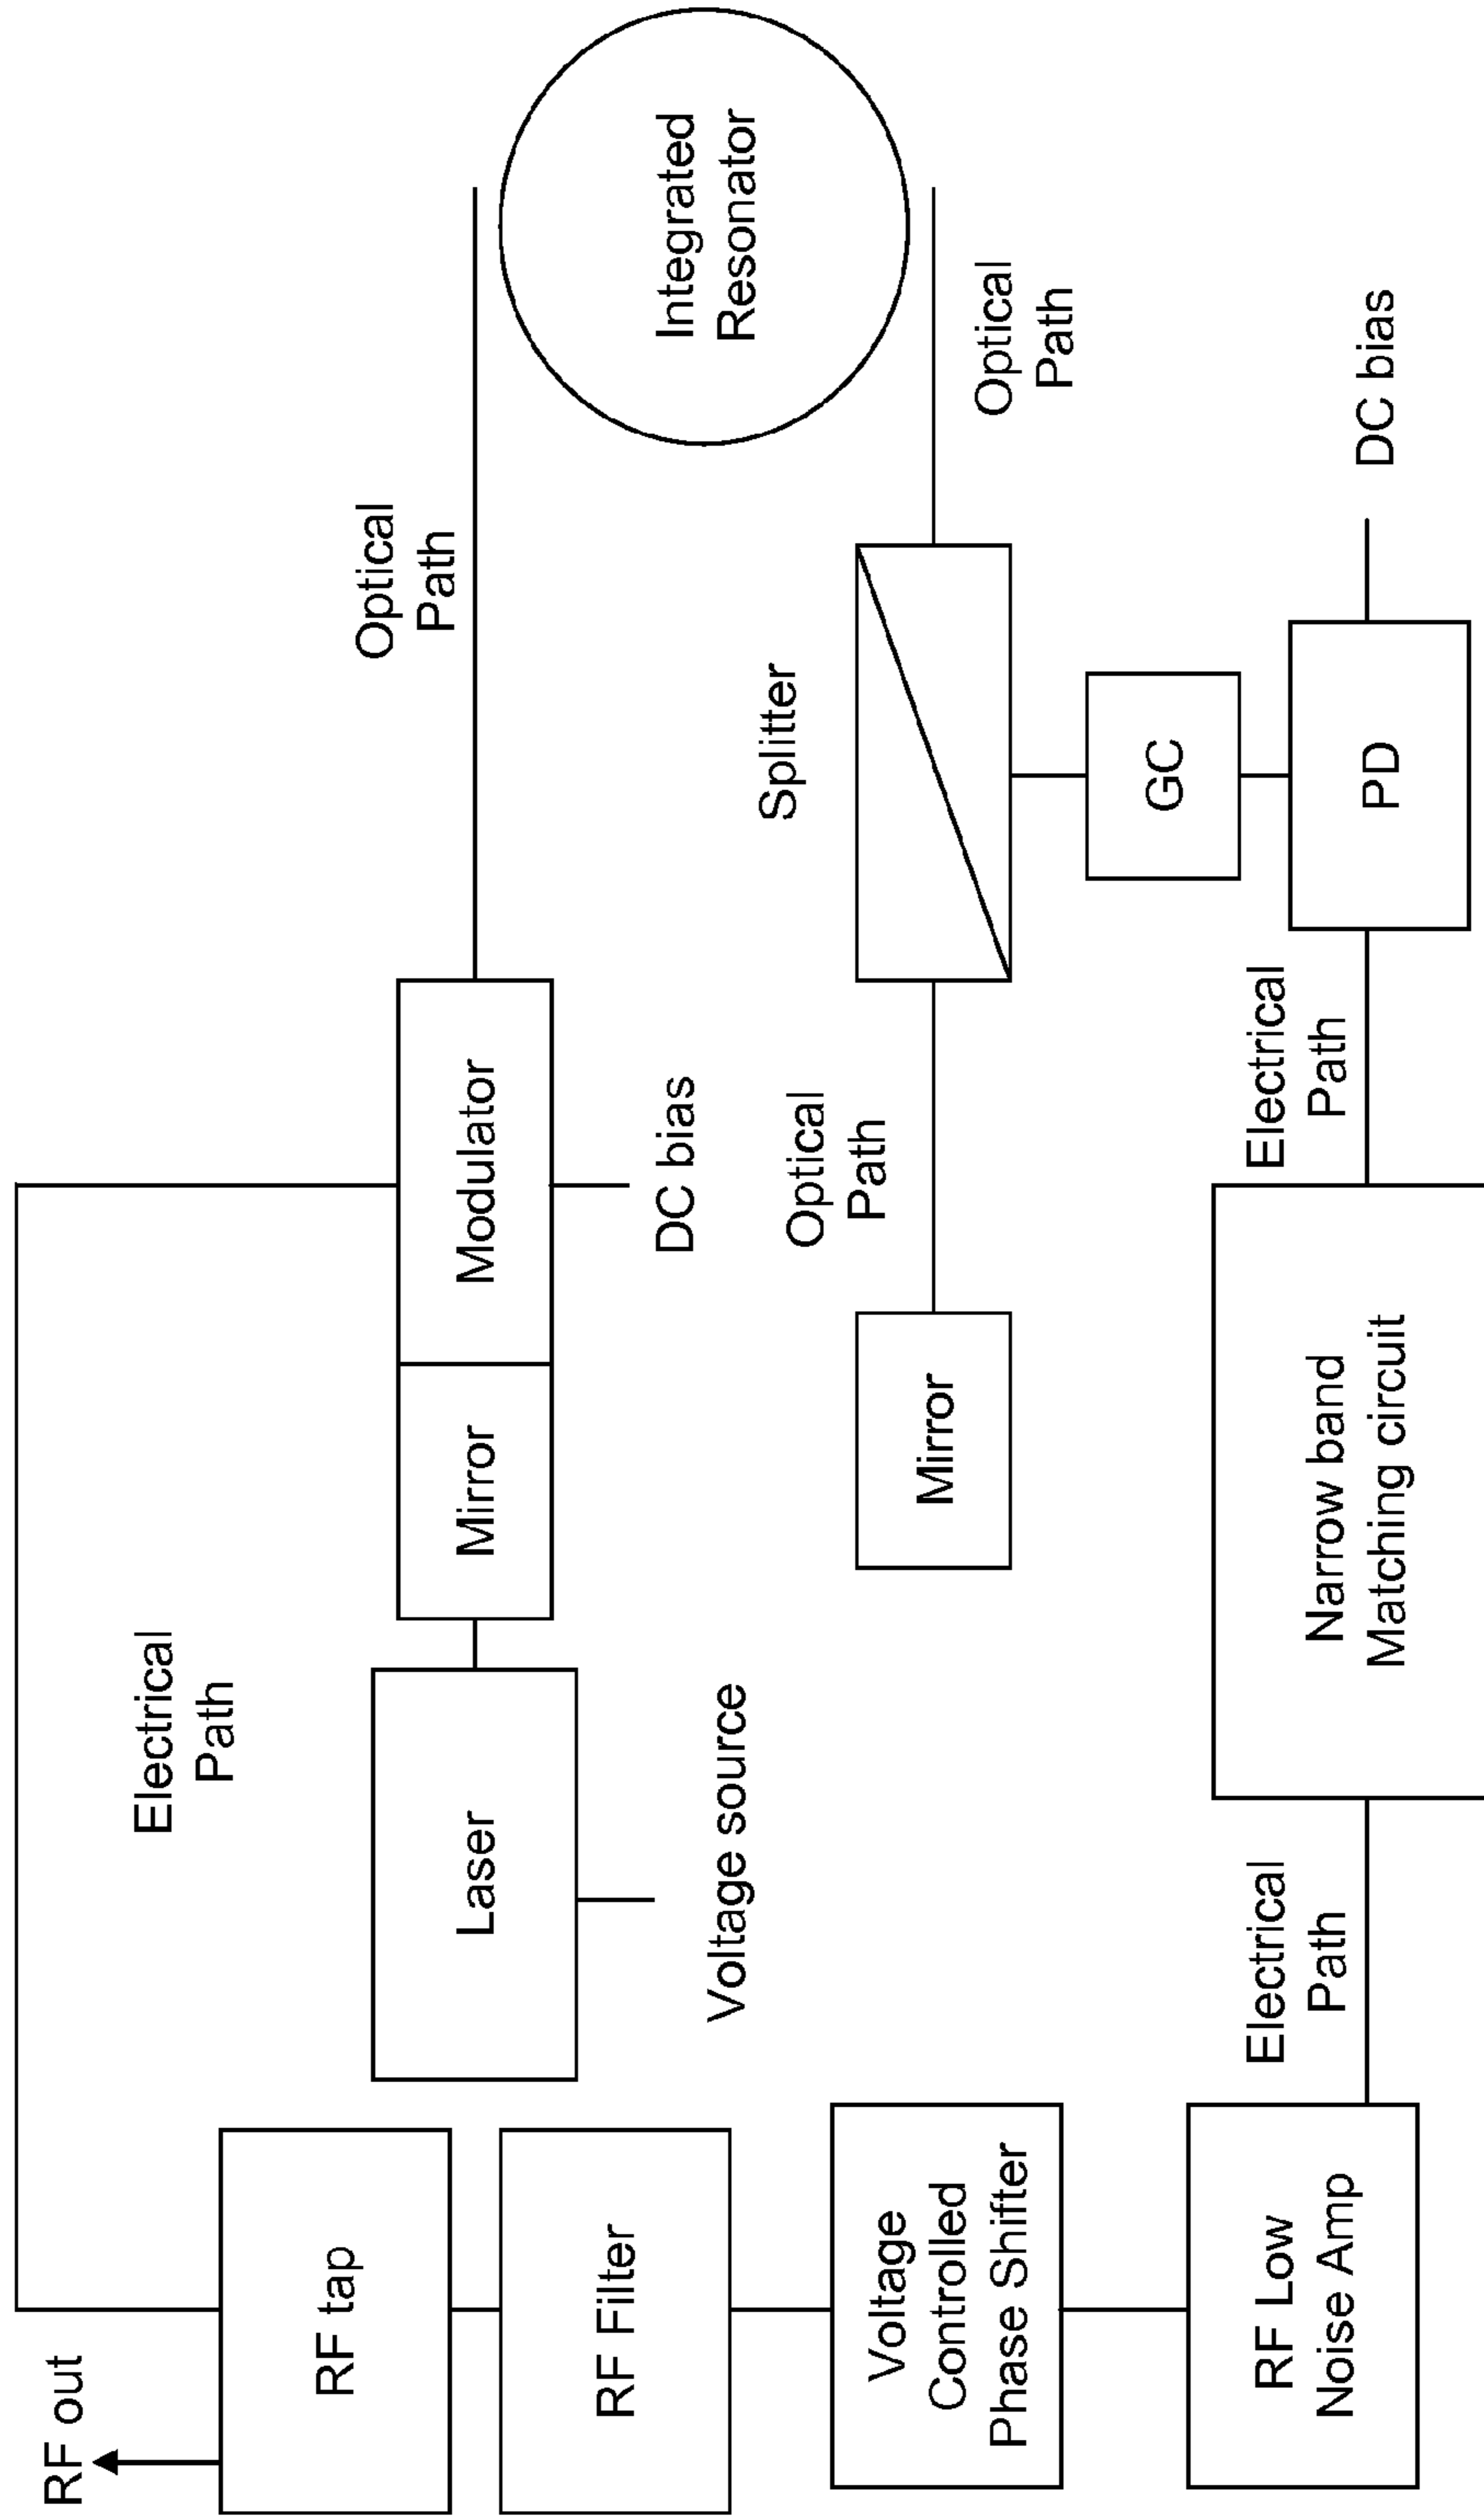 RF out
RF tap
RF Filter
Voltage
Controlled
Phase Shifter
RF Low
Noise Amp
Electrical
Path
Laser
Voltage source
Mirror
Modulator
DC bias
Optical
Path
Integrated
Resonator
Mirror
Optical
Path
Splitter
Optical
Path
GC
PD
DC bias
Electrical
Path
Narrow band
Matching circuit
Electrical
Path